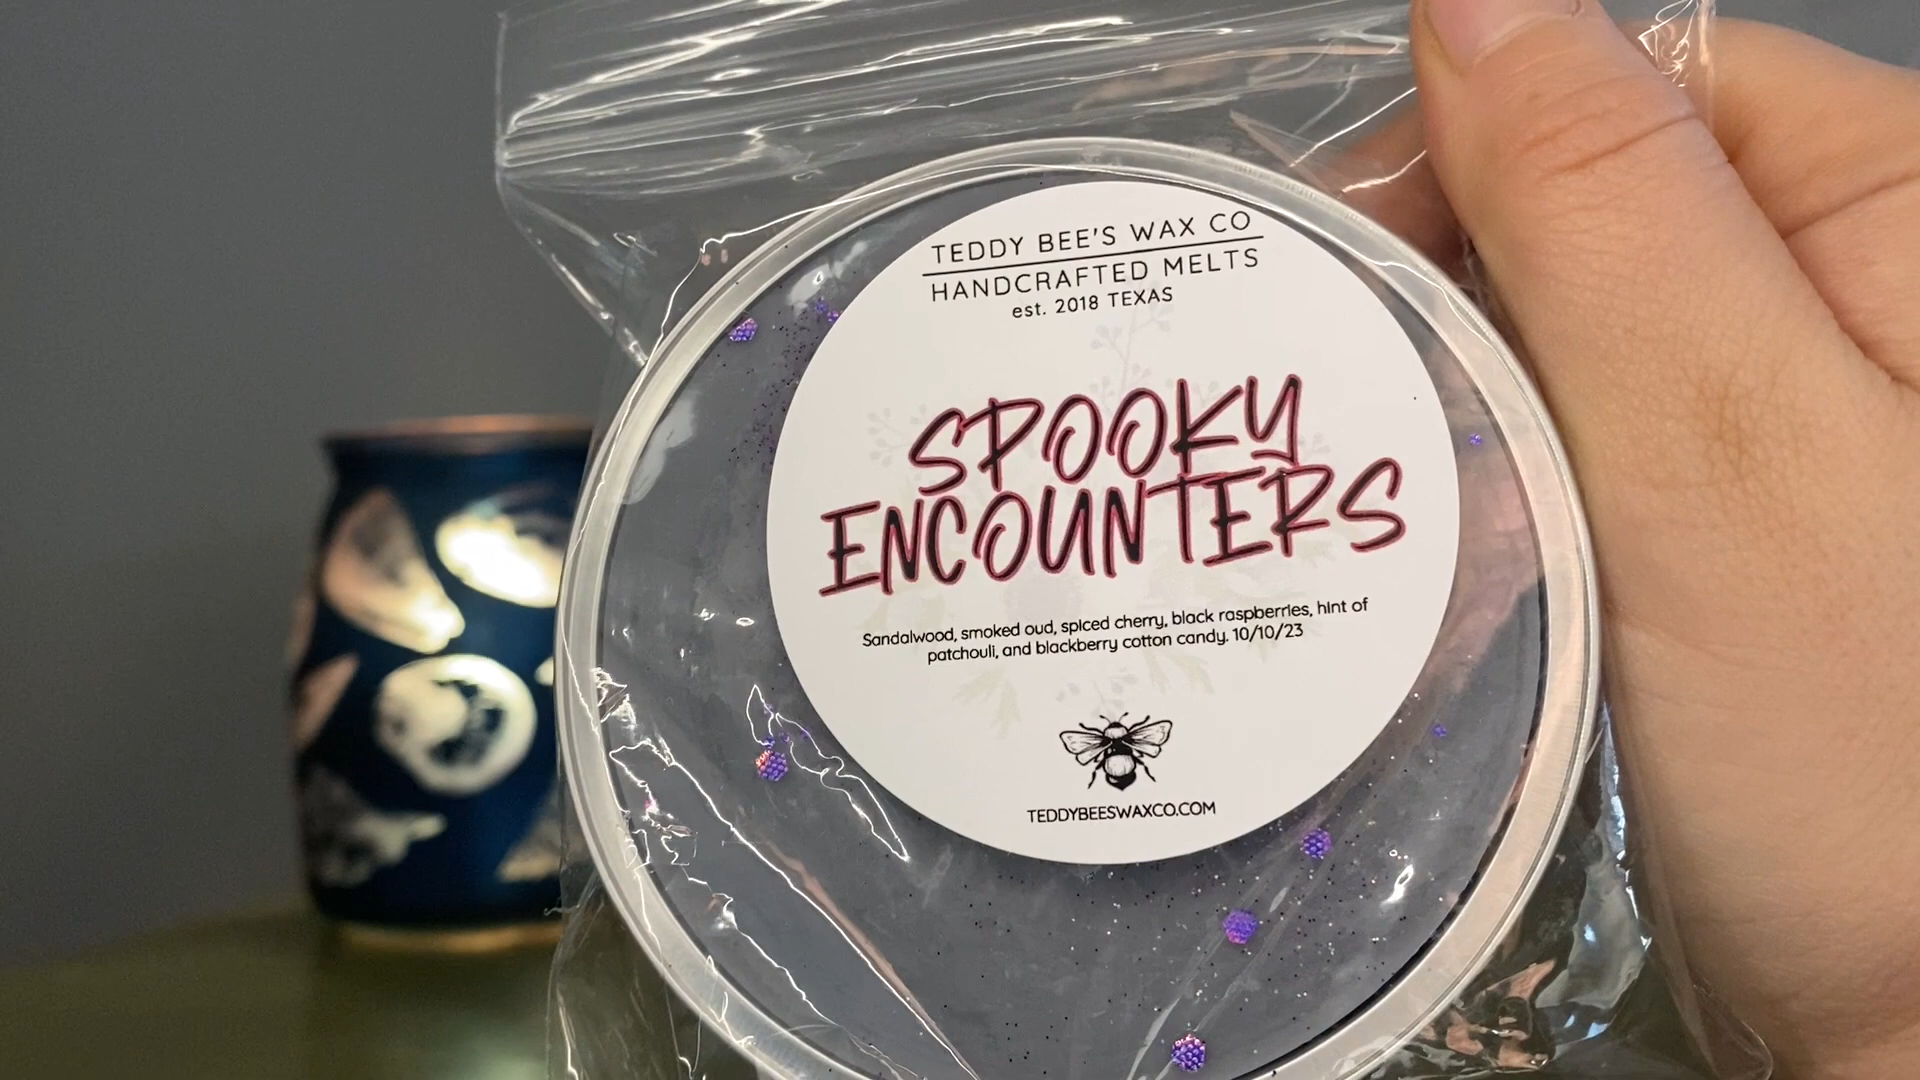 TEDDY BEE'S WAX CO
HANDCRAFTED MELTS
est. 2018 TEXAS
SPOOKY
ENCOUNTERS
Sandalwood, smoked oud, spiced cherry, black raspberries, hint of
patchouli, and blackberry cotton candy. 10/10/23
TEDDYBEESWAXCO.COM